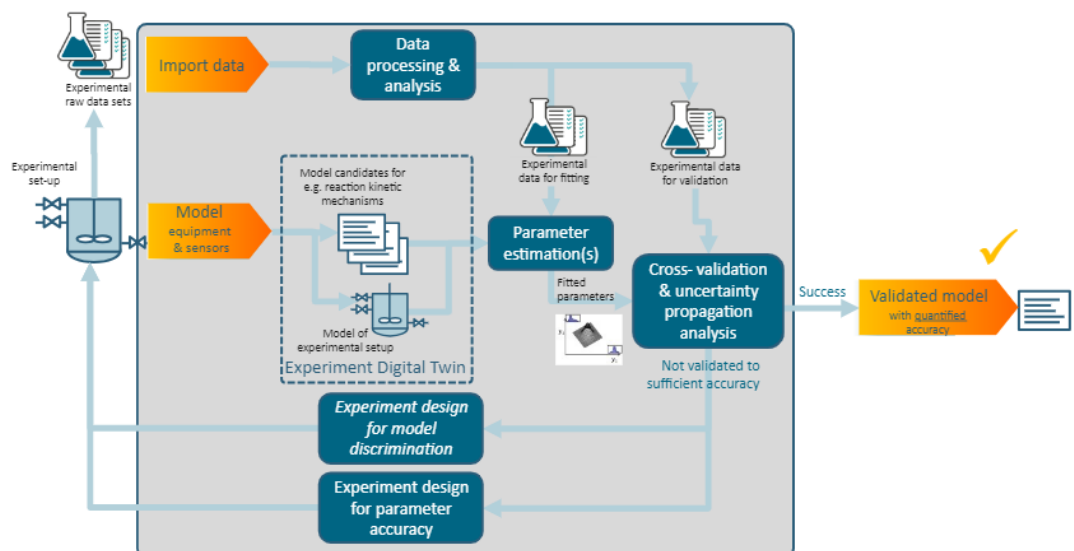 Import data
Data
processing &
analysis
Experimental
raw data sets
Experimental
set-up
Experimental
data for fitting
Experimental data
for validation
Model candidates for
e.g. reaction kinetic
mechanisms
Model
equipment
& sensors
Parameter
estimation(s)
Cross- validation
& uncertainty
propagation
analysis
Fitted
parameters
Success
Validated model
with quantified
accuracy
Model of
experimental setup
Experiment Digital Twin
Not validated to
sufficient accuracy
Experiment design
for model
discrimination
Experiment design
for parameter
accuracy